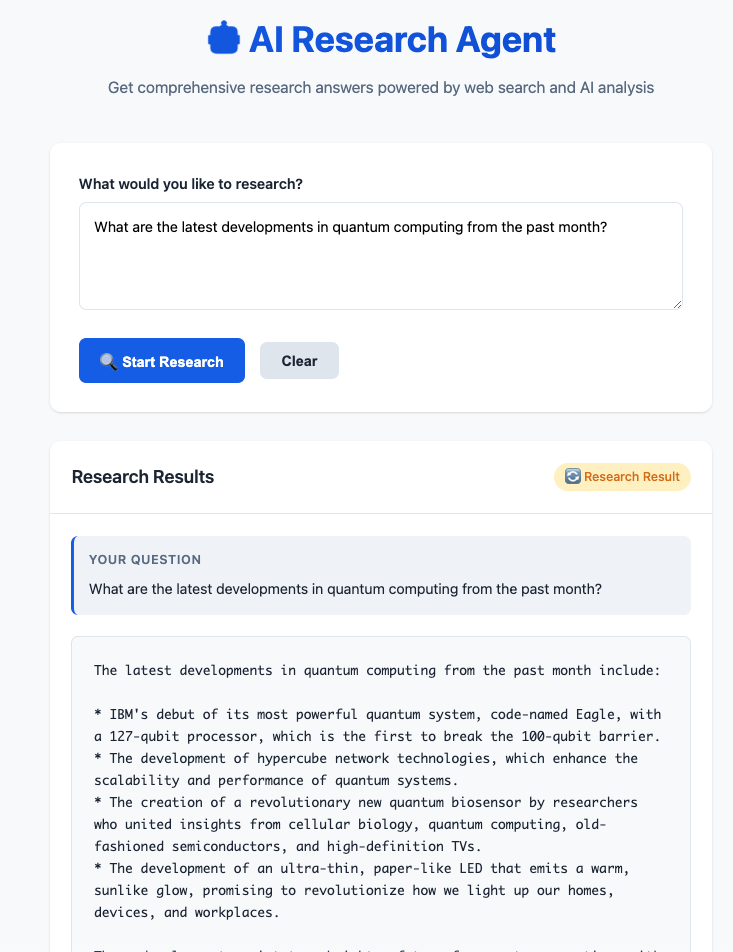 AI Research Agent
Get comprehensive research answers powered by web search and AI analysis
What would you like to research?
What are the latest developments in quantum computing from the past month?
Start Research
Clear
Research Results
Research Result
YOUR QUESTION
What are the latest developments in quantum computing from the past month?
The latest developments in quantum computing from the past month include:
* IBM's debut of its most powerful quantum system, code-named Eagle, with
a 127-qubit processor, which is the first to break the 100-qubit barrier.
* The development of hypercube network technologies, which enhance the
scalability and performance of quantum systems.
* The creation of a revolutionary new quantum biosensor by researchers
who united insights from cellular biology, quantum computing, old-
fashioned semiconductors, and high-definition TVs.
* The development of an ultra-thin, paper-like LED that emits a warm,
sunlike glow, promising to revolutionize how we light up our homes,
devices, and workplaces.